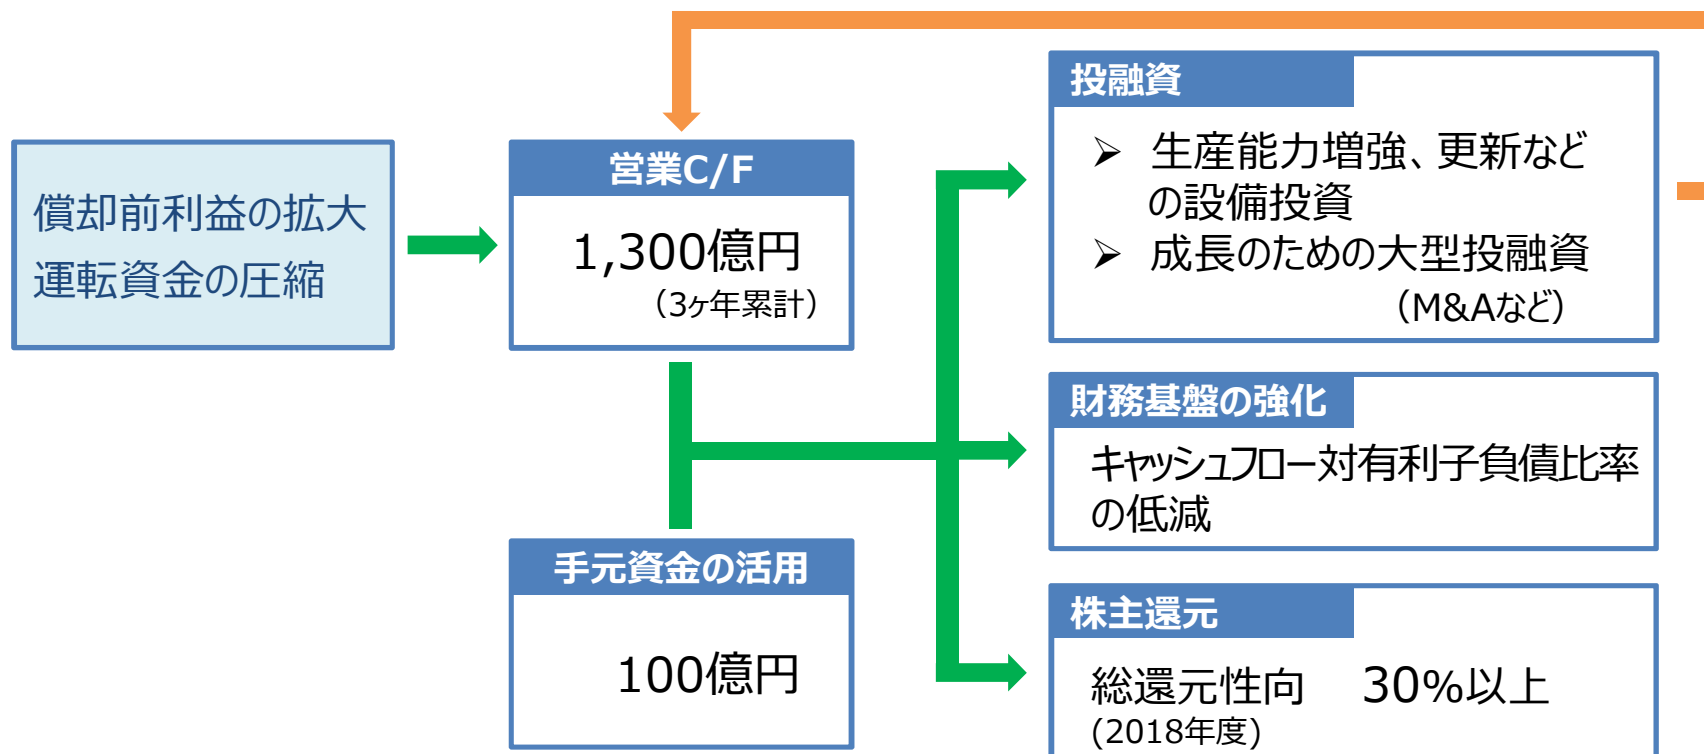 償却前利益の拡大
運転資金の圧縮
営業C/F
1,300億円
（3ヶ年累計）
手元資金の活用
100億円
投融資
➢ 生産能力増強、更新など
の設備投資
➢ 成長のための大型投融資
（M&Aなど）
財務基盤の強化
キャッシュフロー対有利子負債比率
の低減
株主還元
総還元性向 30%以上
(2018年度)